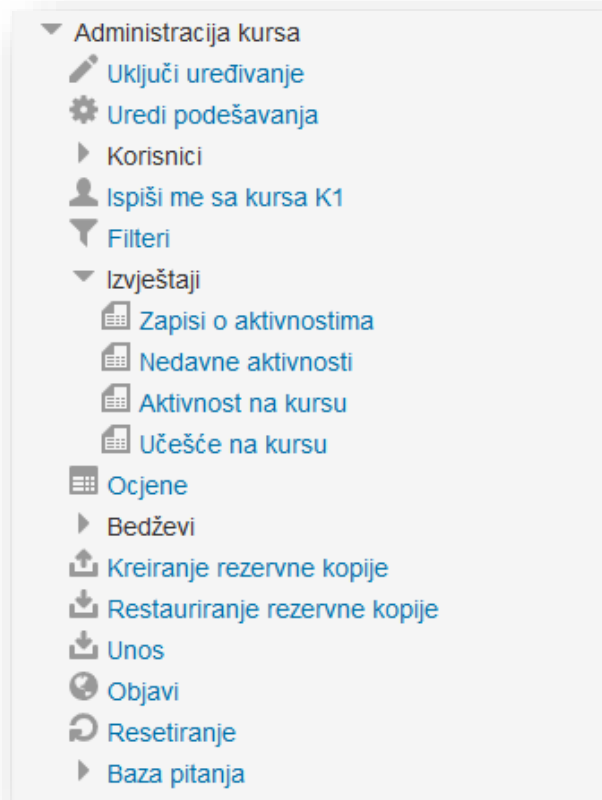 Administracija kursa
Uključi uređivanje
Uredi podešavanja
Korisnici
Ispiši me sa kursa K1
Filteri
Izvještaji
Zapisi o aktivnostima
Nedavne aktivnosti
Aktivnost na kursu
Učešće na kursu
Ocjene
Bedževi
Kreiranje rezervne kopije
Restauriranje rezervne kopije
Unos
Objavi
Resetiranje
Baza pitanja